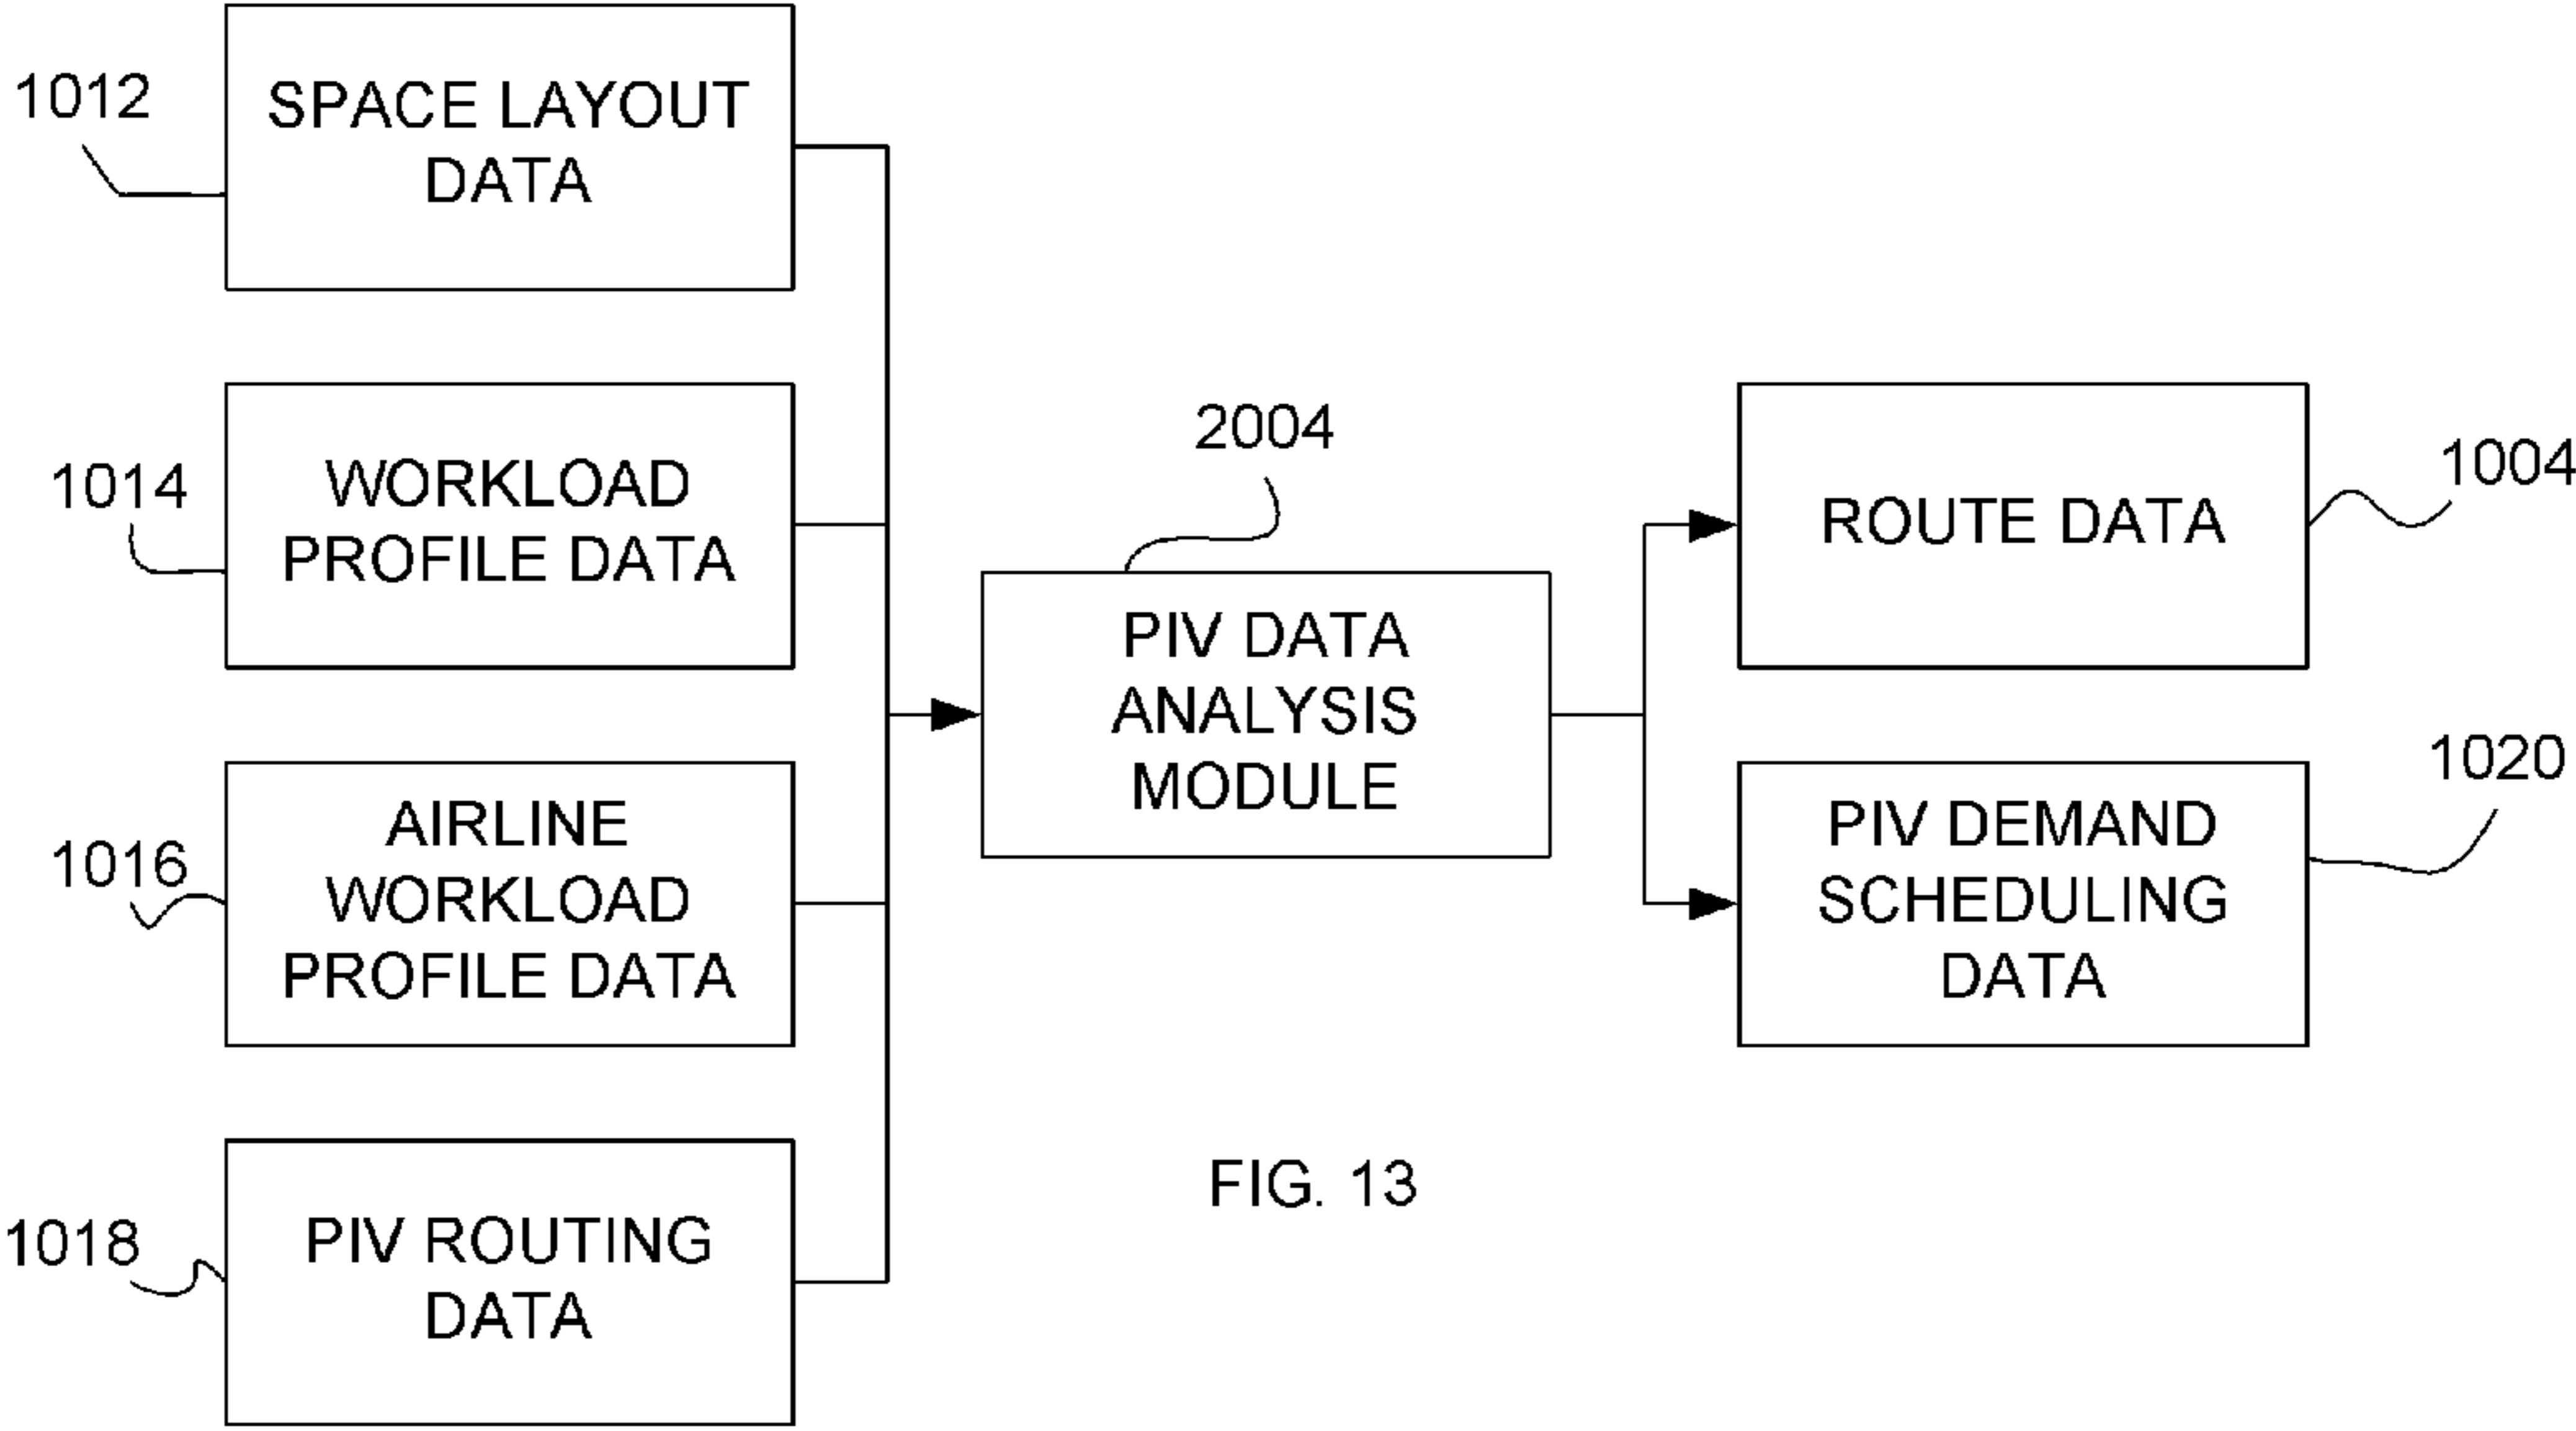 1012
SPACE LAYOUT
DATA
1014
WORKLOAD
PROFILE DATA
1016
AIRLINE
WORKLOAD
PROFILE DATA
1018
PIV ROUTING
DATA
2004
PIV DATA
ANALYSIS
MODULE
ROUTE DATA
1004
PIV DEMAND
SCHEDULING
DATA
1020
FIG. 13